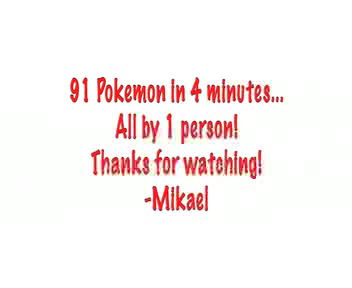 91 Pokemon in 4 minutes...
All by 1 person!
Thanks for watching!
-Mikael